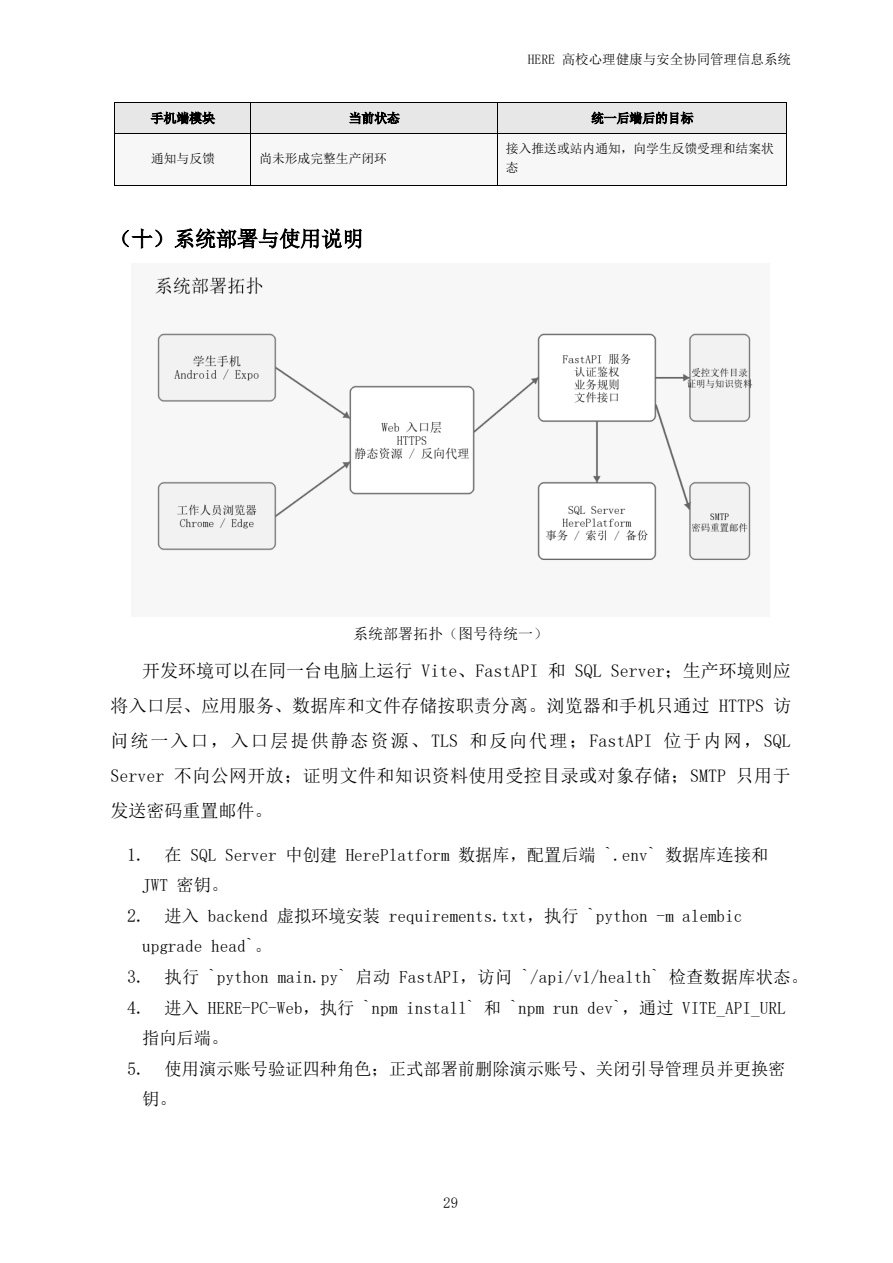 HERE 高校心理健康与安全协同管理信息系统
手机端模块 当前状态 统一后端后的目标
通知与反馈 尚未形成完整生产闭环 接入推送或站内通知，向学生反馈受理和结案状
态
（十）系统部署与使用说明
系统部署拓扑
学生手机
Android / Expo
工作人员浏览器
Chrome / Edge
Web 入口层
HTTPS
静态资源 / 反向代理
FastAPI 服务
认证鉴权
业务规则
文件接口
SQL Server
HerePlatform
事务 / 索引 / 备份
受控文件目录
证明与知识资料
SMTP
密码重置邮件
系统部署拓扑（图号待统一）
开发环境可以在同一台电脑上运行 Vite、FastAPI 和 SQL Server；生产环境则应
将入口层、应用服务、数据库和文件存储按职责分离。浏览器和手机只通过 HTTPS 访
问统一入口，入口层提供静态资源、TLS 和反向代理；FastAPI 位于内网，SQL
Server 不向公网开放；证明文件和知识资料使用受控目录或对象存储；SMTP 只用于
发送密码重置邮件。
1. 在 SQL Server 中创建 HerePlatform 数据库，配置后端 `.env` 数据库连接和
JWT 密钥。
2. 进入 backend 虚拟环境安装 requirements.txt，执行 `python -m alembic
upgrade head`。
3. 执行 `python main.py` 启动 FastAPI，访问 `/api/v1/health` 检查数据库状态。
4. 进入 HERE-PC-Web，执行 `npm install` 和 `npm run dev`，通过 VITE_API_URL
指向后端。
5. 使用演示账号验证四种角色；正式部署前删除演示账号、关闭引导管理员并更换密
钥。
29